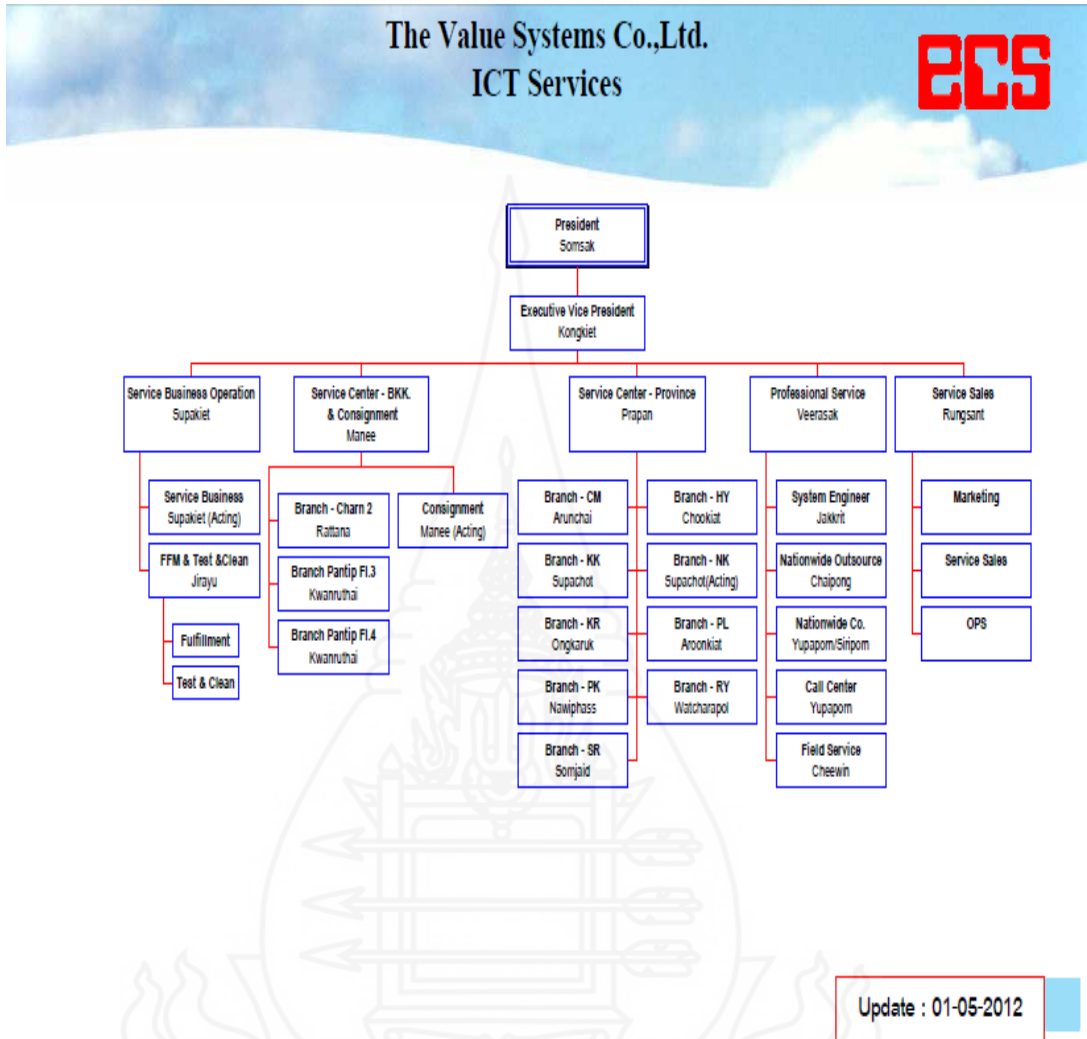 The Value Systems Co.,Ltd.
ICT Services
ecs
President
Somsak
Executive Vice President
Kongkiet
Service Business Operation
Supakiet
Service Center - BKK.
& Consignment
Manee
Service Center - Province
Prapan
Professional Service
Veerasak
Service Sales
Rungsant
Service Business
Supakiet (Acting)
FFM & Test &Clean
Jirayu
Fulfillment
Test & Clean
Branch - Charn 2
Rattana
Branch Pantip Fl.3
Kwanruthai
Branch Pantip Fl.4
Kwanruthai
Consignment
Manee (Acting)
Branch - CM
Arunchai
Branch - KK
Supachot
Branch - KR
Ongkaruk
Branch - PK
Nawiphass
Branch - SR
Somjaid
Branch - HY
Chookiat
Branch - NK
Supachot(Acting)
Branch - PL
Aroonkiat
Branch - RY
Watcharapol
System Engineer
Jakkrit
Nationwide Outsource
Chaipong
Nationwide Co.
Yupaporn/Siriporn
Call Center
Yupaporn
Field Service
Cheewin
Marketing
Service Sales
OPS
Update : 01-05-2012